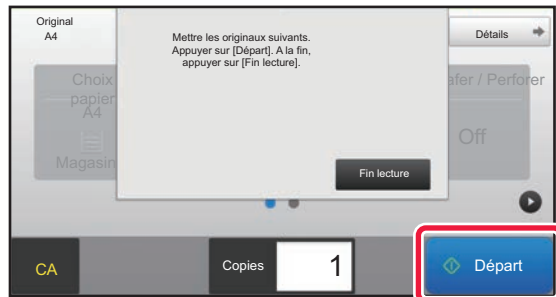 Original
A4
Mettre les originaux suivants.
Appuyer sur [Départ]. A la fin,
appuyer sur [Fin lecture].
Détails
Choix
papier
A4
Magasin
afer / Perforer
Off
Fin lecture
CA
Copies
1
Départ